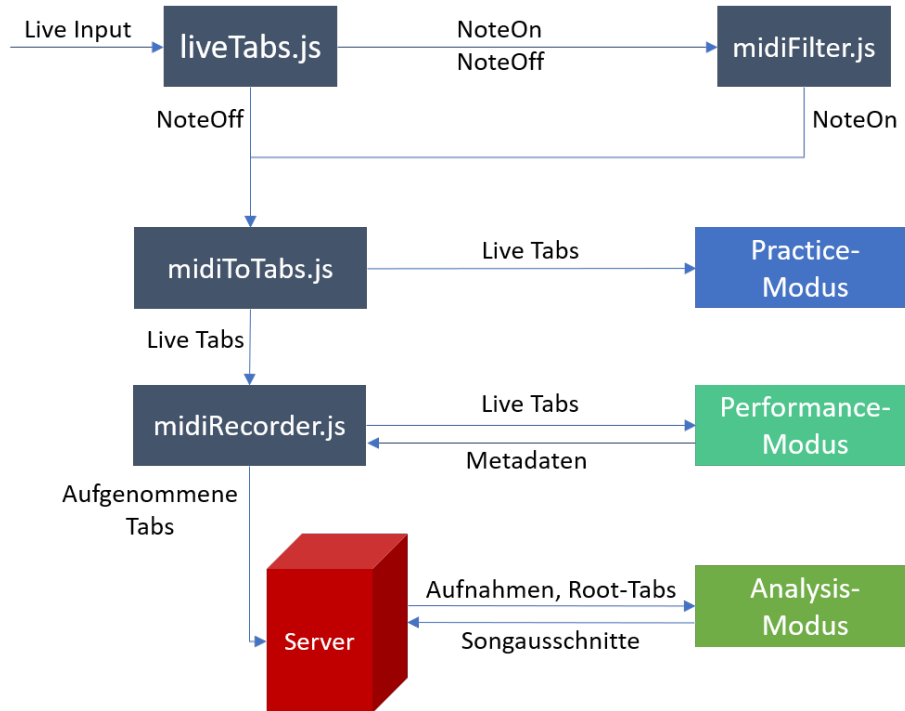 Live Input
liveTabs.js
NoteOn
NoteOff
midiFilter.js
NoteOff
NoteOn
midiToTabs.js
Live Tabs
Practice-
Modus
Live Tabs
midiRecorder.js
Live Tabs
Metadaten
Performance-
Modus
Aufgenommene
Tabs
Server
Aufnahmen, Root-Tabs
Songausschnitte
Analysis-
Modus